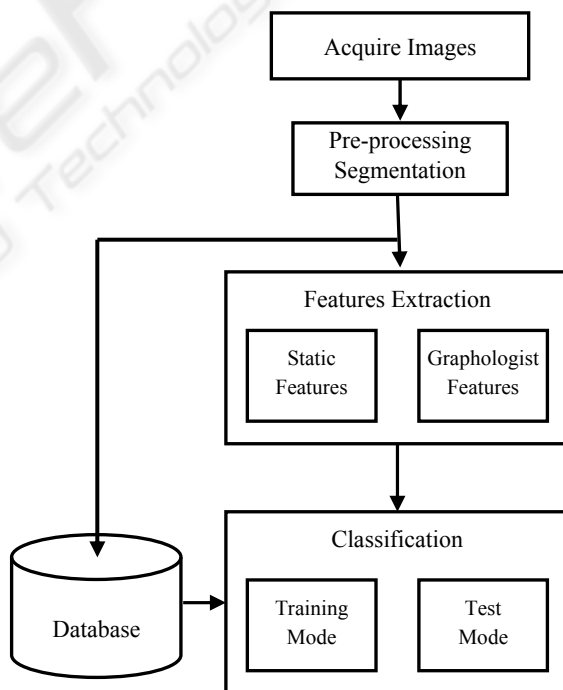 Acquire Images
Pre-processing
Segmentation
Features Extraction
Static
Features
Graphologist
Features
Classification
Training
Mode
Test
Mode
Database